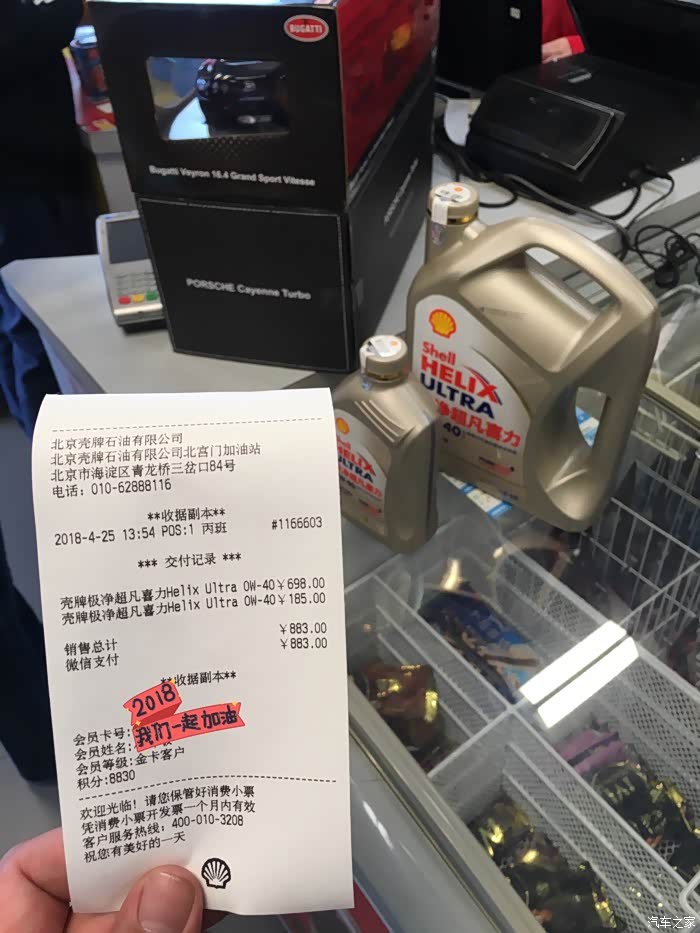 BUGATTI
Bugatti Veyron 16.4 Grand Sport Vitesse
PORSCHE Cayenne Turbo
Shell
HELIX
ULTRA
净超凡喜力
40
HELIX
ULTRA
超凡喜力
北京壳牌石油有限公司
北京壳牌石油有限公司北宫门加油站
北京市海淀区青龙桥三岔口84号
电话：010-62888116
**收据副本**
2018-4-25 13:54 POS:1 丙班 #1166603
*** 交付记录 ***
壳牌极净超凡喜力Helix Ultra 0W-40￥698.00
壳牌极净超凡喜力Helix Ultra 0W-40￥185.00
￥883.00
销售总计 ￥883.00
微信支付
**收据副本**
2018
我们一起加油
会员卡号:
会员姓名:
会员等级:金卡客户
积分:8830
欢迎光临! 请您保管好消费小票
凭消费小票开发票一个月内有效
客户服务热线: 400-010-3208
祝您有美好的一天
汽车之家